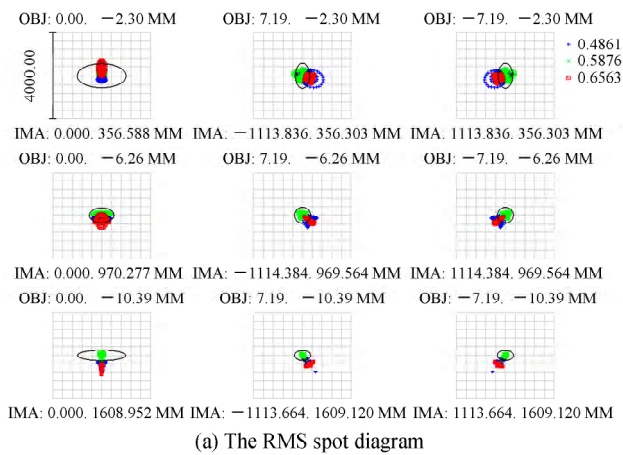 OBJ: 0.00. −2.30 MM OBJ: 7.19. −2.30 MM OBJ: −7.19. −2.30 MM
0.4861
0.5876
0.6563
4000.00
IMA: 0.000. 356.588 MM IMA: −1113.836. 356.303 MM IMA: 1113.836. 356.303 MM
OBJ: 0.00. −6.26 MM OBJ: 7.19. −6.26 MM OBJ: −7.19. −6.26 MM
IMA: 0.000. 970.277 MM IMA: −1114.384. 969.564 MM IMA: 1114.384. 969.564 MM
OBJ: 0.00. −10.39 MM OBJ: 7.19. −10.39 MM OBJ: −7.19. −10.39 MM
IMA: 0.000. 1608.952 MM IMA: −1113.664. 1609.120 MM IMA: 1113.664. 1609.120 MM
(a) The RMS spot diagram